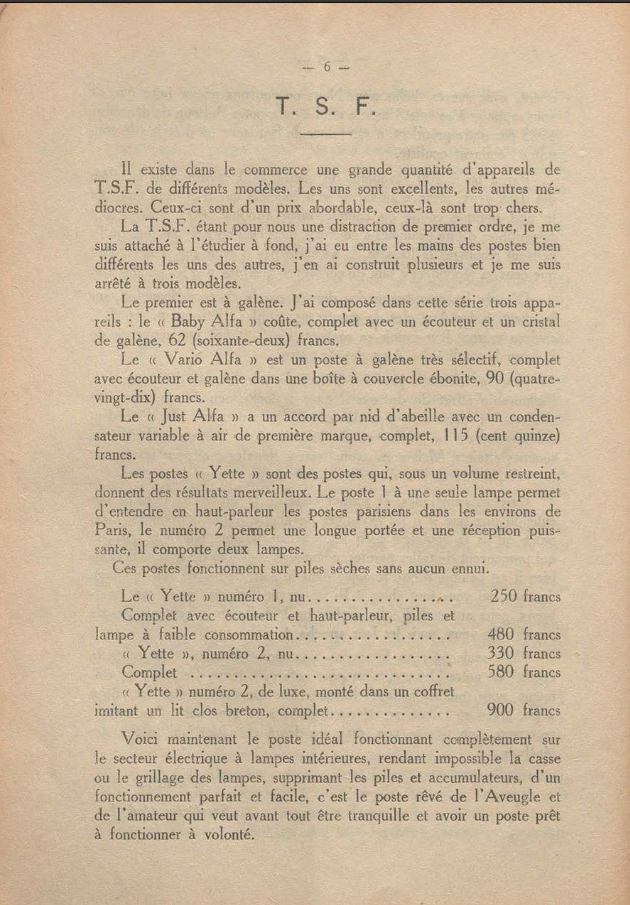 — 6 —
T. S. F.
Il existe dans le commerce une grande quantité d'appareils de
T.S.F. de différents modèles. Les uns sont excellents, les autres mé-
diocres. Ceux-ci sont d'un prix abordable, ceux-là sont trop chers.
La T.S.F. étant pour nous une distraction de premier ordre, je me
suis attaché à l'étudier à fond, j'ai eu entre les mains des postes bien
différents les uns des autres, j'en ai construit plusieurs et je me suis
arrêté à trois modèles.
Le premier est à galène. J'ai composé dans cette série trois appa-
reils : le « Baby Alfa » coûte, complet avec un écouteur et un cristal
de galène, 62 (soixante-deux) francs.
Le « Vario Alfa » est un poste à galène très sélectif, complet
avec écouteur et galène dans une boîte à couvercle ébonite, 90 (quatre-
vingt-dix) francs.
Le « Just Alfa » a un accord par nid d'abeille avec un conden-
sateur variable à air de première marque, complet, 115 (cent quinze)
francs.
Les postes « Yette » sont des postes qui, sous un volume restreint,
donnent des résultats merveilleux. Le poste 1 à une seule lampe permet
d'entendre en haut-parleur les postes parisiens dans les environs de
Paris, le numéro 2 permet une longue portée et une réception puis-
sante, il comporte deux lampes.
Ces postes fonctionnent sur piles sèches sans aucun ennui.
Le « Yette » numéro 1, nu................. 250 francs
Complet avec écouteur et haut-parleur, piles et
lampe à faible consommation.................. 480 francs
« Yette », numéro 2, nu.................. 330 francs
Complet .............................. 580 francs
« Yette » numéro 2, de luxe, monté dans un coffret
imitant un lit clos breton, complet.............. 900 francs
Voici maintenant le poste idéal fonctionnant complètement sur
le secteur électrique à lampes intérieures, rendant impossible la casse
ou le grillage des lampes, supprimant les piles et accumulateurs, d'un
fonctionnement parfait et facile, c'est le poste rêvé de l'Aveugle et
de l'amateur qui veut avant tout être tranquille et avoir un poste prêt
à fonctionner à volonté.